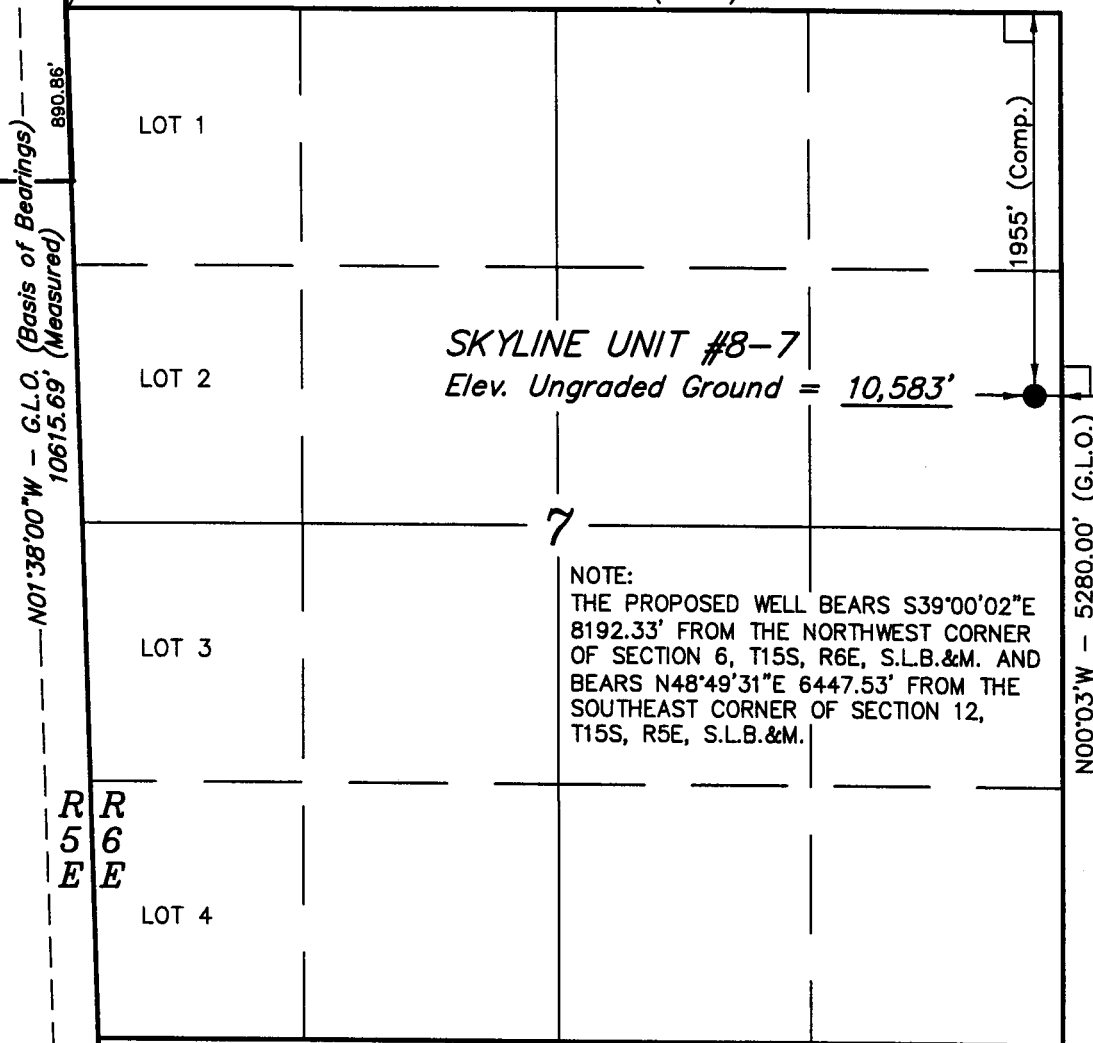 890.86'
LOT 1
1955' (Comp.)
N01°38'00"W – G.L.O. (Basis of Bearings)
10615.69' (Measured)
SKYLINE UNIT #8–7
Elev. Ungraded Ground = 10,583'
LOT 2
N00°03'W – 5280.00' (G.L.O.)
7
NOTE:
THE PROPOSED WELL BEARS S39°00'02"E
8192.33' FROM THE NORTHWEST CORNER
OF SECTION 6, T15S, R6E, S.L.B.&M. AND
BEARS N48°49'31"E 6447.53' FROM THE
SOUTHEAST CORNER OF SECTION 12,
T15S, R5E, S.L.B.&M.
LOT 3
R R
5 6
E E
LOT 4